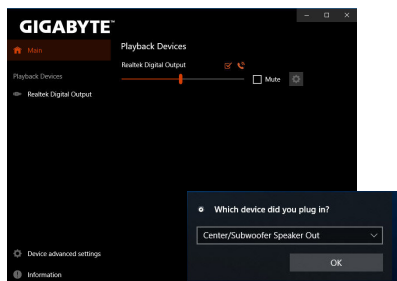 GIGABYTE™
Main
Playback Devices
Realtek Digital Output
Mute
Playback Devices
Realtek Digital Output
Which device did you plug in?
Center/Subwoofer Speaker Out
OK
Device advanced settings
Information